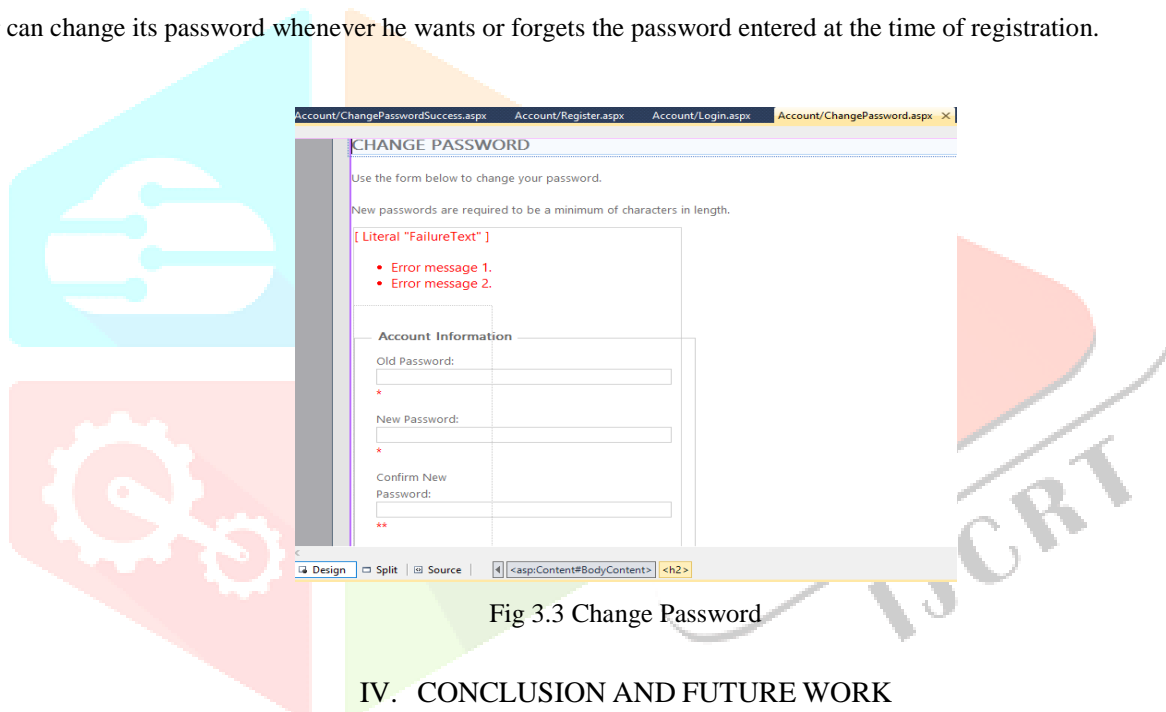 can change its password whenever he wants or forgets the password entered at the time of registration.
Account/ChangePasswordSuccess.aspx Account/Register.aspx Account/Login.aspx Account/ChangePassword.aspx
CHANGE PASSWORD
Use the form below to change your password.
New passwords are required to be a minimum of characters in length.
[ Literal "FailureText" ]
• Error message 1.
• Error message 2.
Account Information
Old Password:
*
New Password:
*
Confirm New
Password:
**
Design Split Source <asp:Content#BodyContent> <h2>
Fig 3.3 Change Password
IJCRT
IV. CONCLUSION AND FUTURE WORK